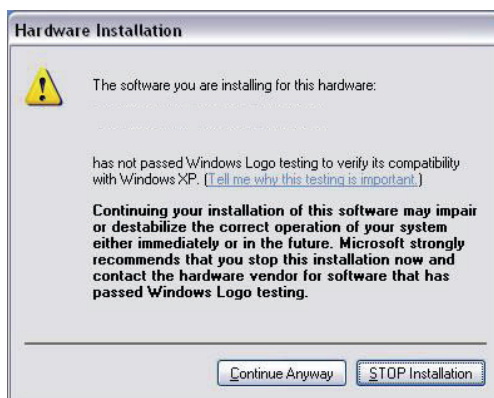 Hardware Installation
The software you are installing for this hardware:
has not passed Windows Logo testing to verify its compatibility
with Windows XP. (Tell me why this testing is important.)
Continuing your installation of this software may impair
or destabilize the correct operation of your system
either immediately or in the future. Microsoft strongly
recommends that you stop this installation now and
contact the hardware vendor for software that has
passed Windows Logo testing.
Continue Anyway
STOP Installation